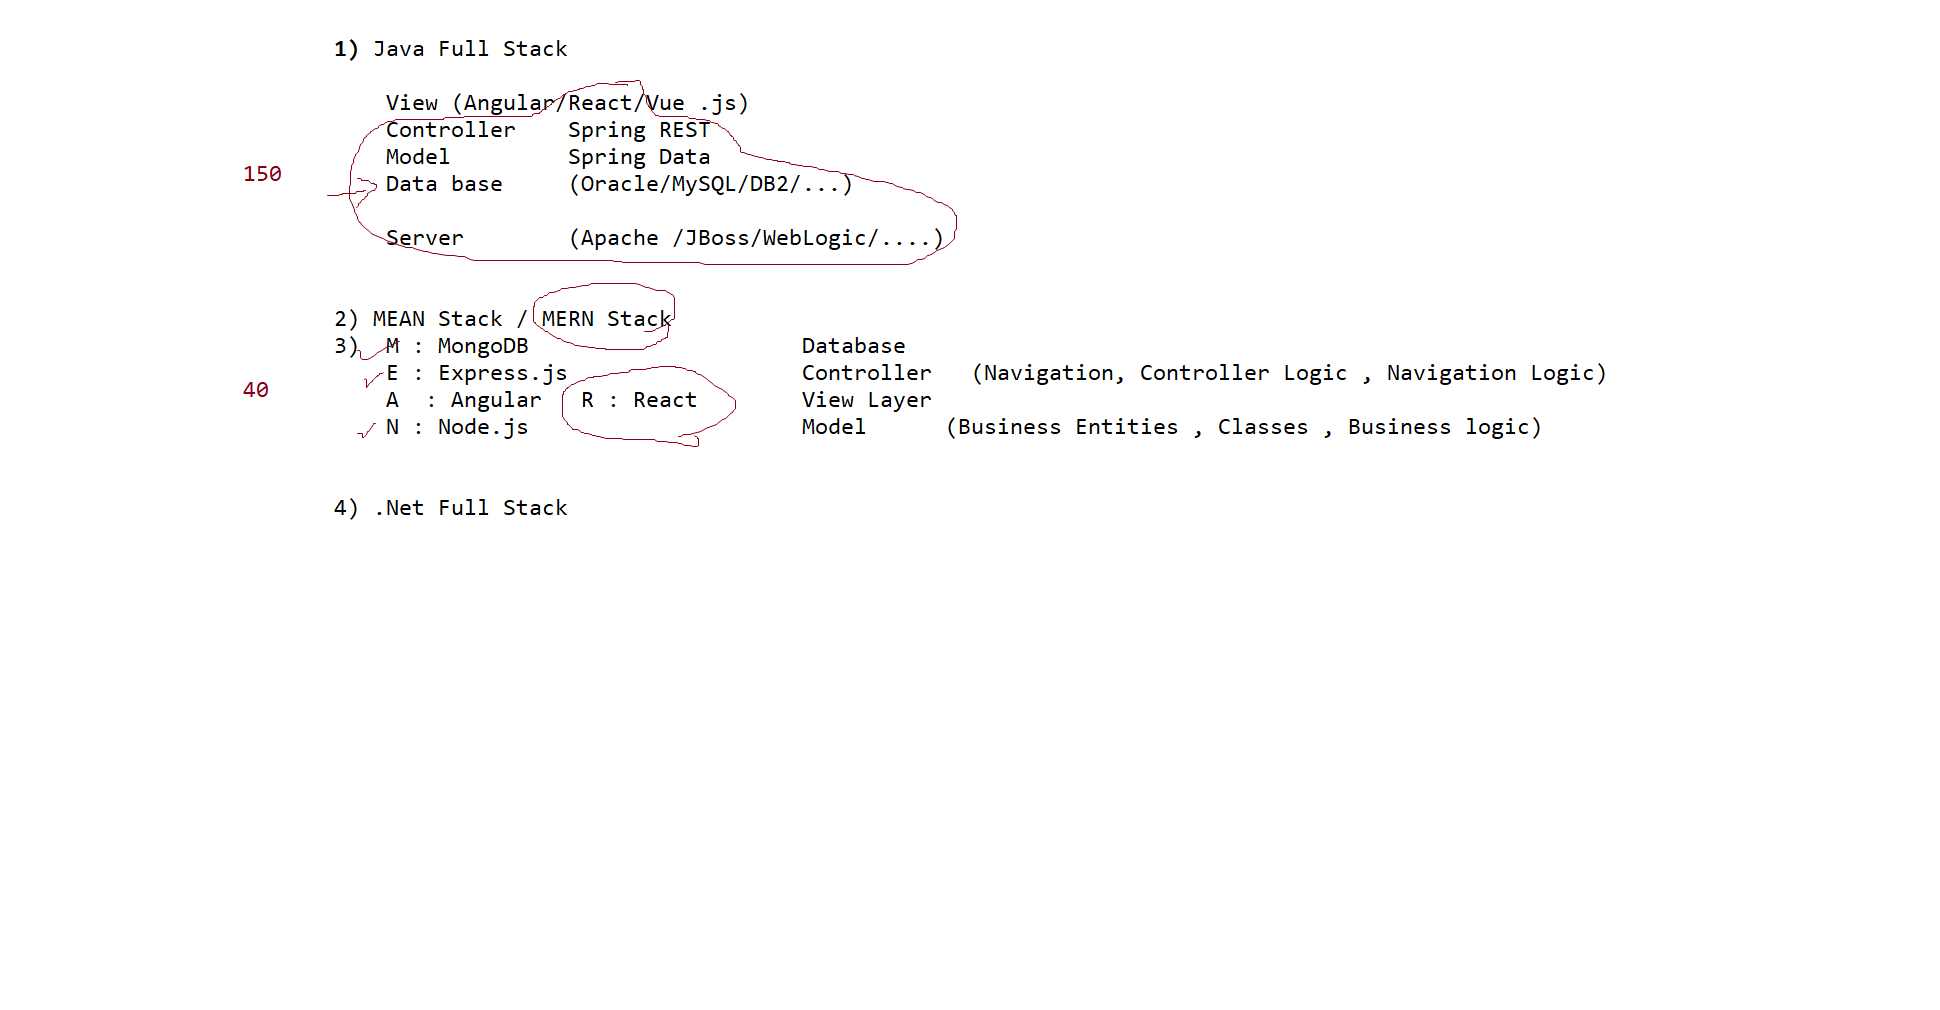 1) Java Full Stack
View (Angular/React/Vue .js)
Controller Spring REST
Model Spring Data
150
Data base (Oracle/MySQL/DB2/...)
Server (Apache /JBoss/WebLogic/....)
2) MEAN Stack / MERN Stack
3) M : MongoDB Database
E : Express.js Controller (Navigation, Controller Logic , Navigation Logic)
40
A : Angular R : React View Layer
N : Node.js Model (Business Entities , Classes , Business logic)
4) .Net Full Stack